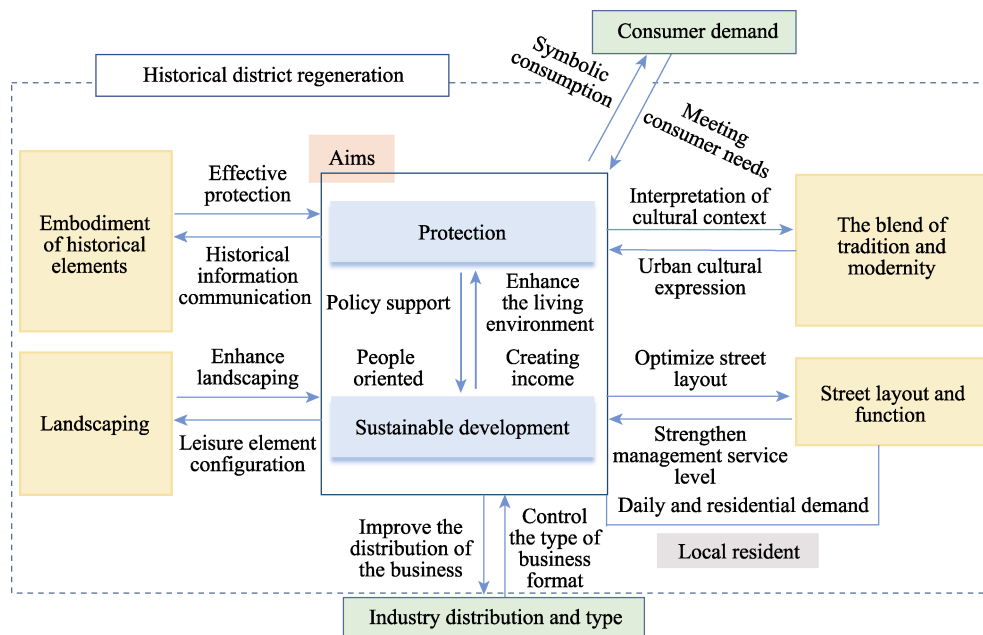 Consumer demand
Historical district regeneration
Symbolic
consumption
Meeting
consumer needs
Aims
Effective
protection
Embodiment
of historical
elements
Historical
information
communication
Protection
Interpretation of
cultural context
The blend of
tradition and
modernity
Urban cultural
expression
Policy support
Enhance
the living
environment
People
oriented
Creating
income
Enhance
landscaping
Landscaping
Leisure element
configuration
Sustainable development
Optimize street
layout
Street layout and
function
Strengthen
management service
level
Daily and residential demand
Local resident
Improve the
distribution of
the business
Control
the type of
business
format
Industry distribution and type